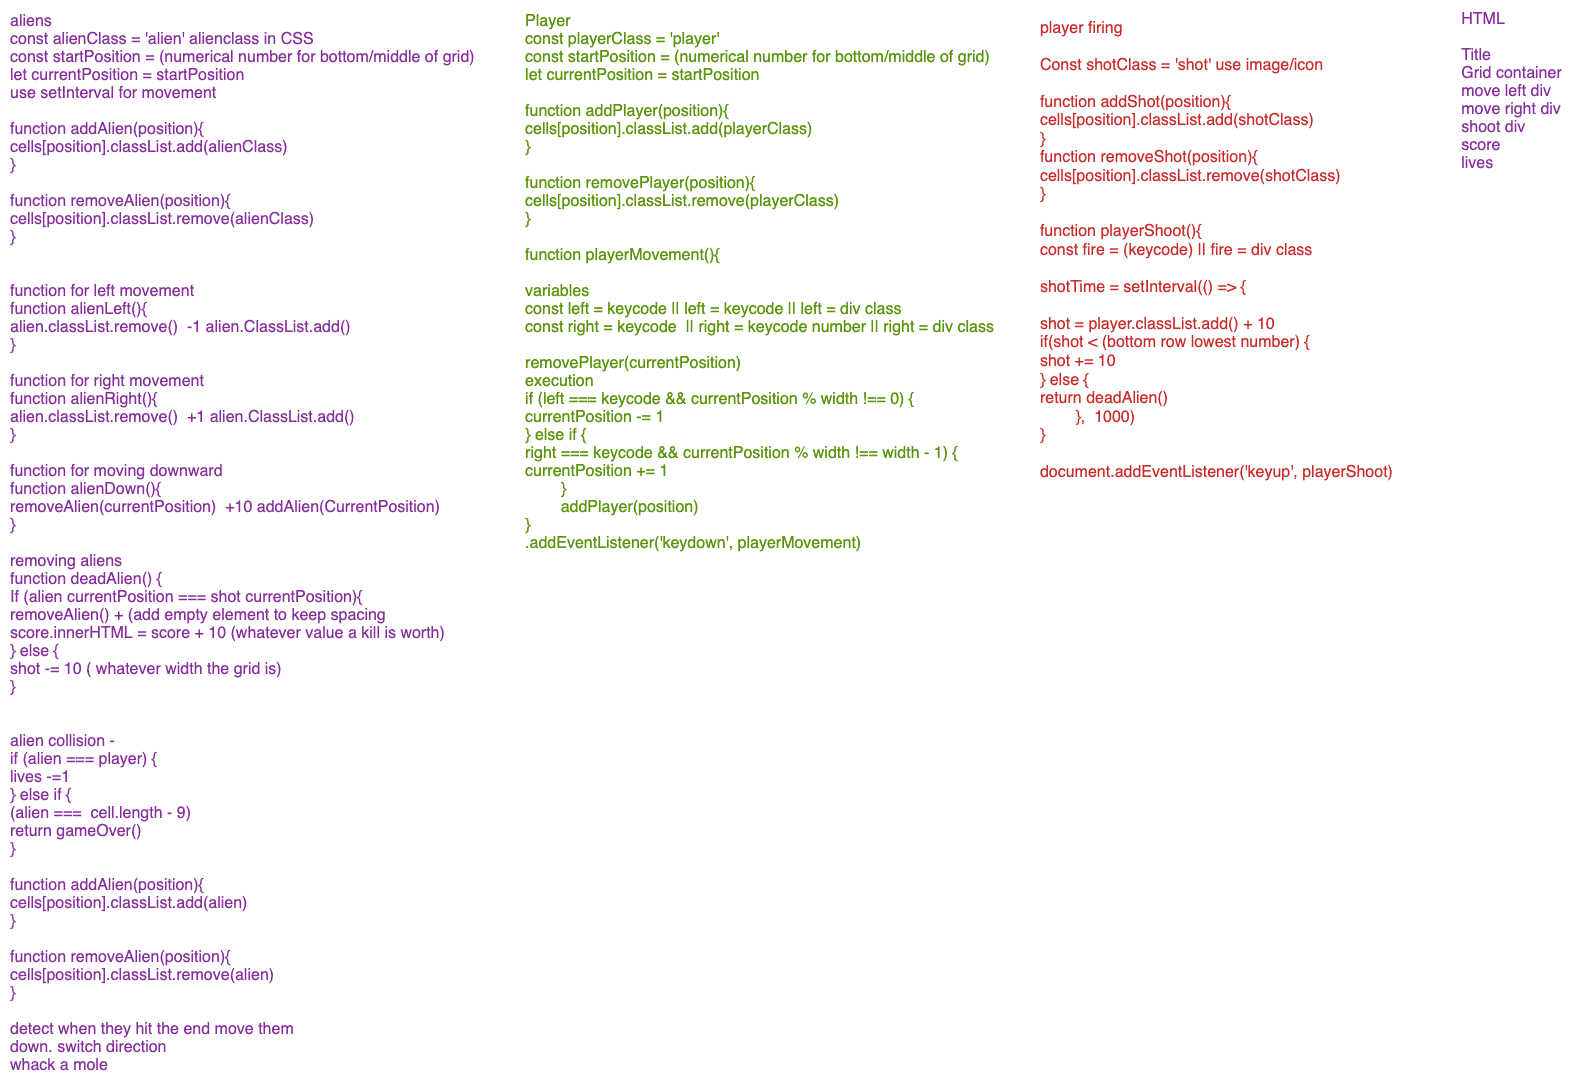 aliens
const alienClass = 'alien' alienclass in CSS
const startPosition = (numerical number for bottom/middle of grid)
let currentPosition = startPosition
use setInterval for movement
function addAlien(position){
cells[position].classList.add(alienClass)
}
function removeAlien(position){
cells[position].classList.remove(alienClass)
}
function for left movement
function alienLeft(){
alien.classList.remove()  -1 alien.ClassList.add()
}
function for right movement
function alienRight(){
alien.classList.remove()  +1 alien.ClassList.add()
}
function for moving downward
function alienDown(){
removeAlien(currentPosition)  +10 addAlien(CurrentPosition)
}
removing aliens
function deadAlien() {
If (alien currentPosition === shot currentPosition){
removeAlien() + (add empty element to keep spacing
score.innerHTML = score + 10 (whatever value a kill is worth)
} else {
shot -= 10 ( whatever width the grid is)
}
alien collision -
if (alien === player) {
lives -=1
} else if {
(alien ===  cell.length - 9)
return gameOver()
}
function addAlien(position){
cells[position].classList.add(alien)
}
function removeAlien(position){
cells[position].classList.remove(alien)
}
detect when they hit the end move them
down. switch direction
whack a mole
Player
const playerClass = 'player'
const startPosition = (numerical number for bottom/middle of grid)
let currentPosition = startPosition
function addPlayer(position){
cells[position].classList.add(playerClass)
}
function removePlayer(position){
cells[position].classList.remove(playerClass)
}
function playerMovement(){
variables
const left = keycode || left = keycode || left = div class
const right = keycode  || right = keycode number || right = div class
removePlayer(currentPosition)
execution
if (left === keycode && currentPosition % width !== 0) {
currentPosition -= 1
} else if {
right === keycode && currentPosition % width !== width - 1) {
currentPosition += 1
}
addPlayer(position)
}
.addEventListener('keydown', playerMovement)
player firing
Const shotClass = 'shot' use image/icon
function addShot(position){
cells[position].classList.add(shotClass)
}
function removeShot(position){
cells[position].classList.remove(shotClass)
}
function playerShoot(){
const fire = (keycode) || fire = div class
shotTime = setInterval(() => {
shot = player.classList.add() + 10
if(shot < (bottom row lowest number) {
shot += 10
} else {
return deadAlien()
},  1000)
}
document.addEventListener('keyup', playerShoot)
HTML
Title
Grid container
move left div
move right div
shoot div
score
lives